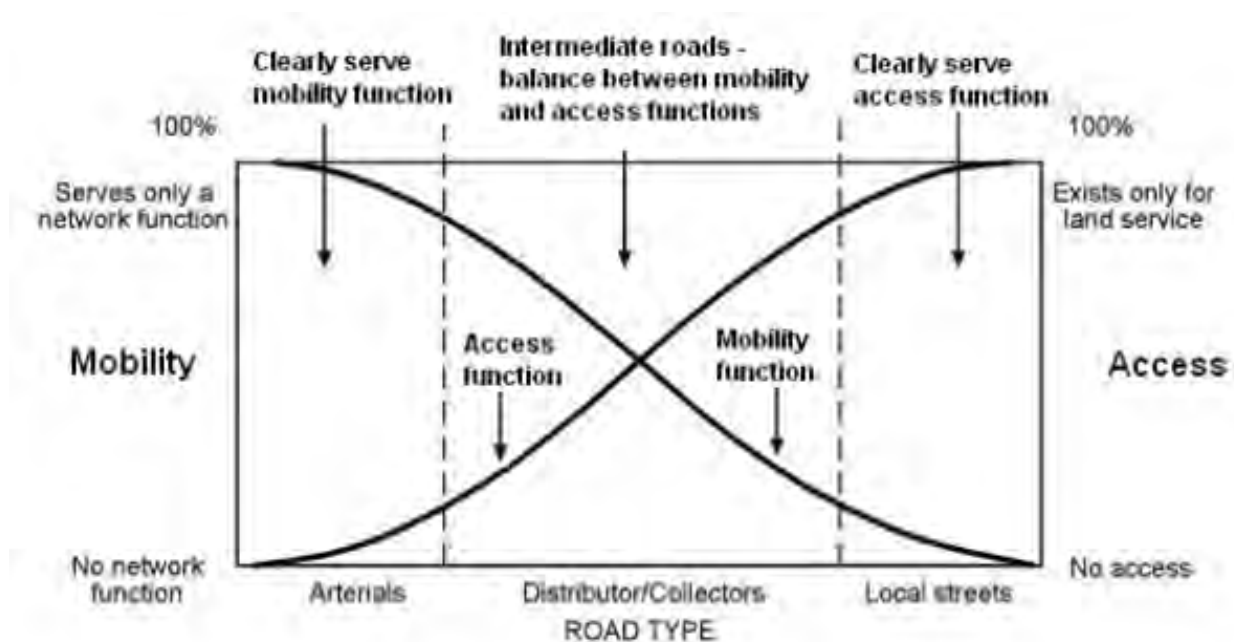 Clearly serve
mobility function
Intermediate roads -
balance between mobility
and access functions
Clearly serve
access function
100%
100%
Serves only a
network function
Exists only for
land service
Mobility
Access
function
Mobility
function
Access
No network
function
No access
Arterials
Distributor/Collectors
Local streets
ROAD TYPE